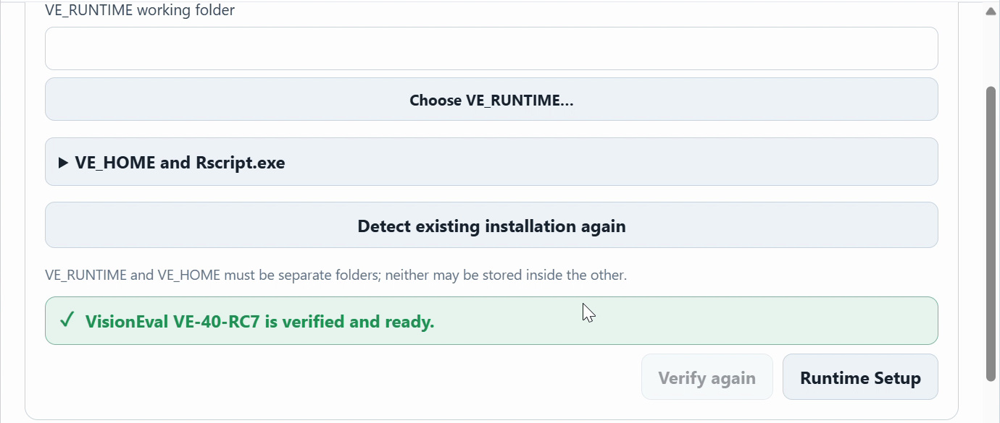 VE_RUNTIME working folder
Choose VE_RUNTIME...
VE_HOME and Rscript.exe
Detect existing installation again
VE_RUNTIME and VE_HOME must be separate folders; neither may be stored inside the other.
✓ VisionEval VE-40-RC7 is verified and ready.
Verify again
Runtime Setup